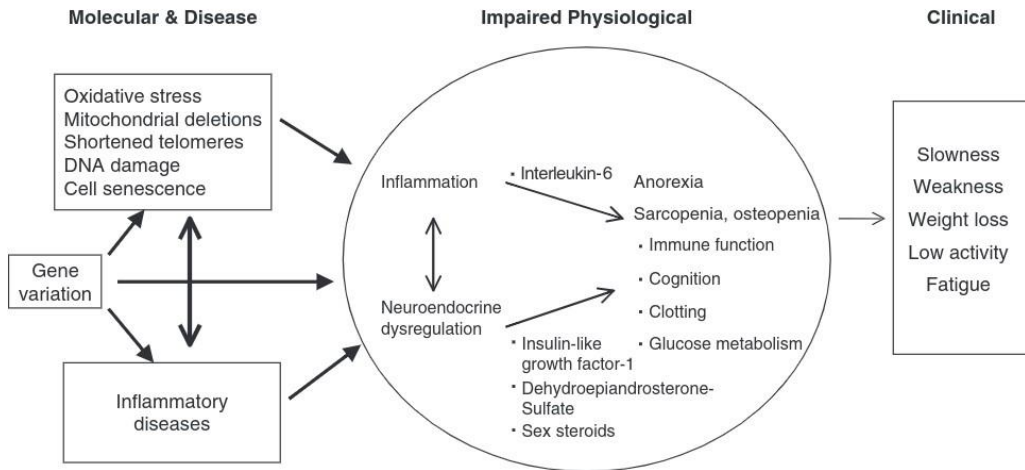 Molecular & Disease
Impaired Physiological
Clinical
Oxidative stress
Mitochondrial deletions
Shortened telomeres
DNA damage
Cell senescence
Gene
variation
Inflammatory
diseases
Inflammation
▪ Interleukin-6
Neuroendocrine
dysregulation
▪ Insulin-like
growth factor-1
▪ Dehydroepiandrosterone-
Sulfate
▪ Sex steroids
Anorexia
Sarcopenia, osteopenia
▪ Immune function
▪ Cognition
▪ Clotting
▪ Glucose metabolism
Slowness
Weakness
Weight loss
Low activity
Fatigue